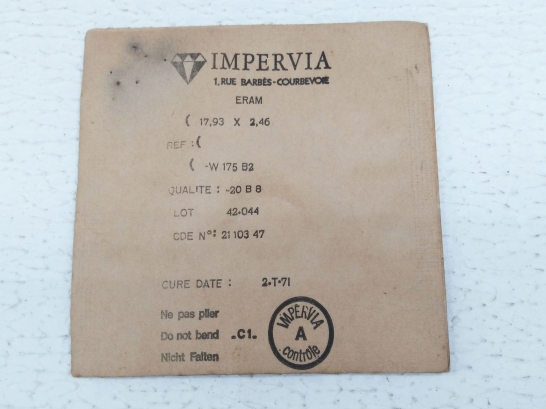 IMPERVIA
1, RUE BARBÈS-COURBEVOIE
ERAM
( 17,93 X 2,46
REF :(
( -W 175 B2
QUALITE : -20 B 8
LOT 42.044
CDE N°: 21 103 47
CURE DATE : 2.T.71
Ne pas plier
Do not bend .C1.
Nicht Falten
IMPERVIA
A
contrôle